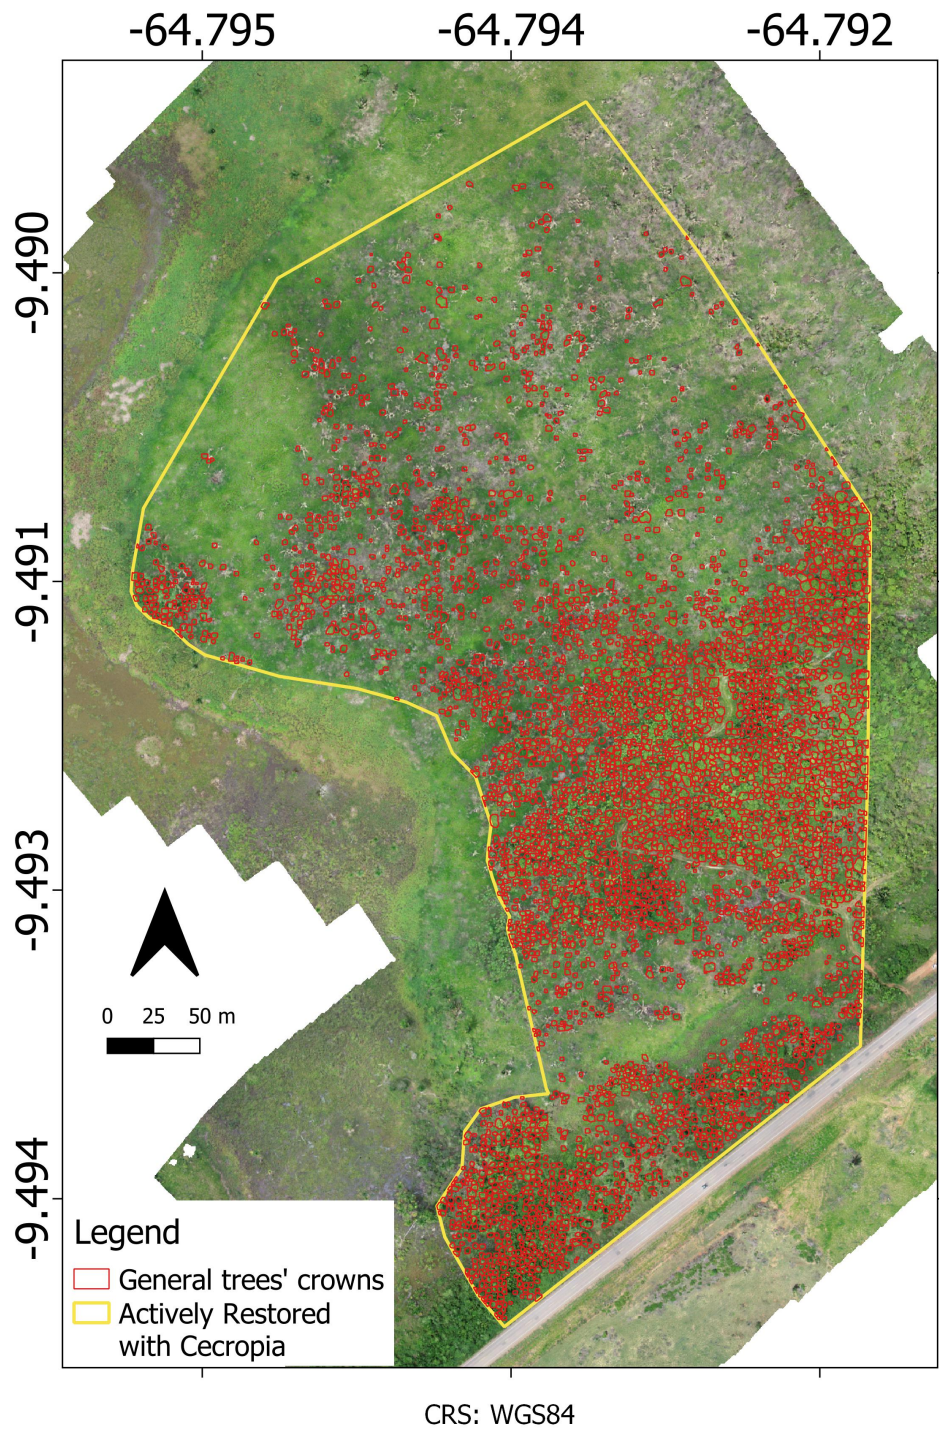 -64.795 -64.794 -64.792
-9.490
-9.491
-9.493
0 25 50 m
-9.494
Legend
General trees' crowns
Actively Restored
with Cecropia
CRS: WGS84